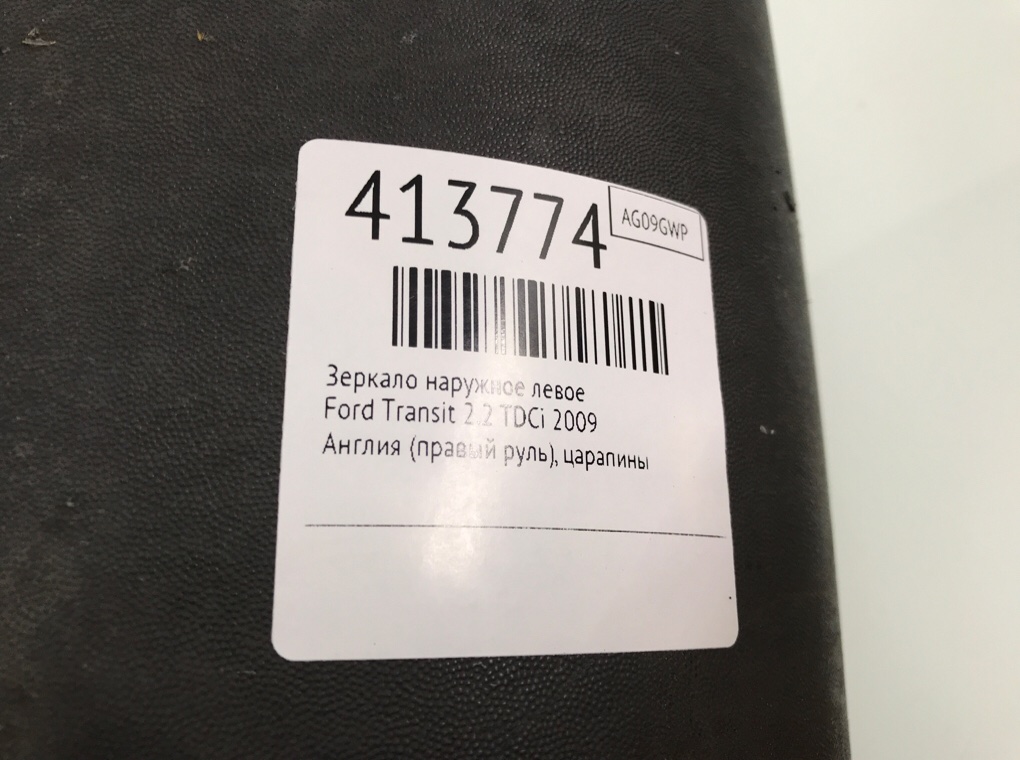 413774
AG09GWP
Зеркало наружное левое
Ford Transit 2.2 TDCi 2009
Англия (правый руль), царапины